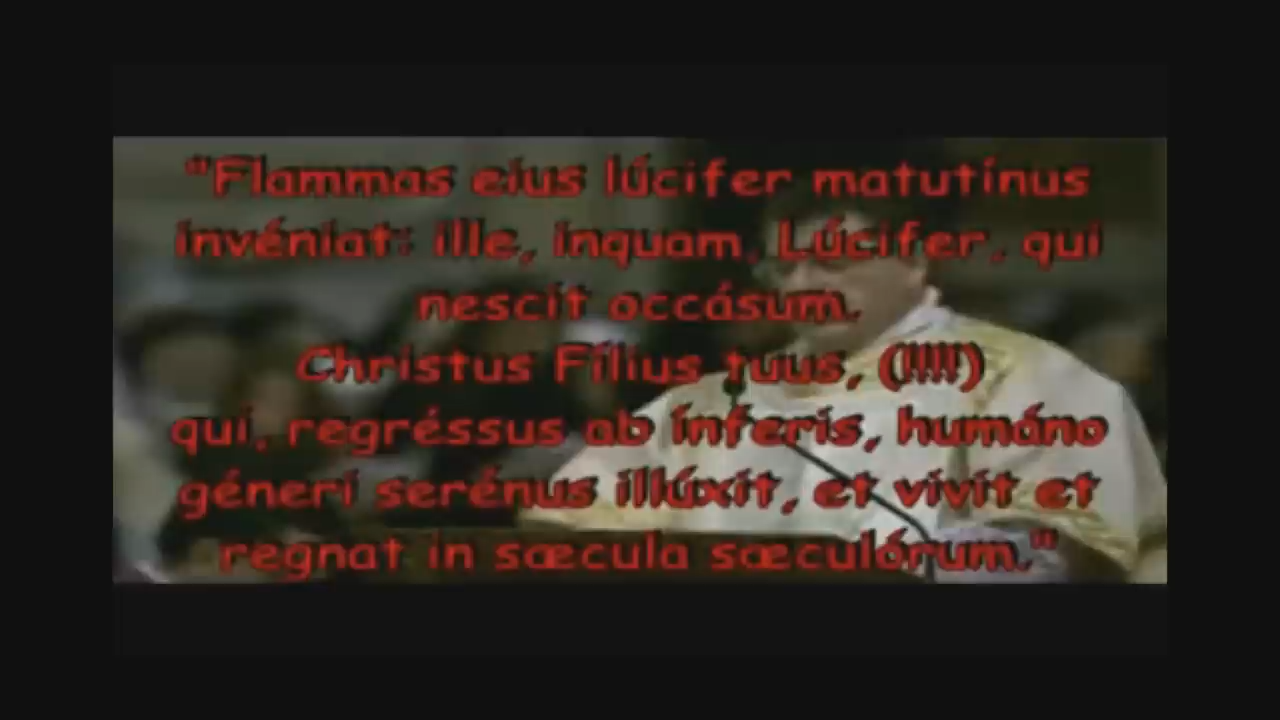 "Flammas eius lúcifer matutínus
invéniat: ille, inquam, Lúcifer, qui
nescit occásum.
Christus Fílius tuus, (!!!!)
qui, regréssus ab ínferis, humáno
géneri serénus illúxit, et vivit et
regnat in sæcula sæculórum."